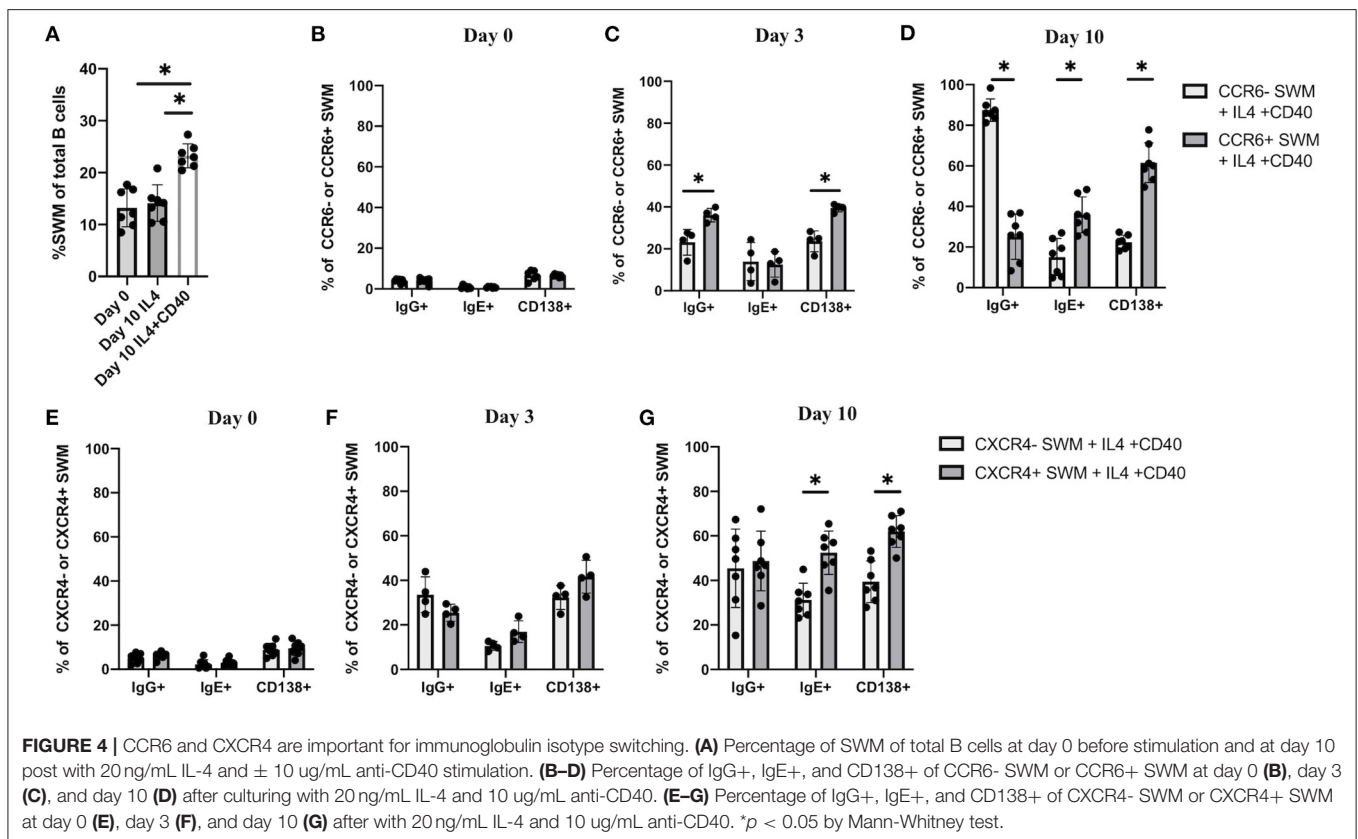 A
%SWM of total B cells
40
30
20
10
0
*
*
Day 0
Day 10 IL4
Day 10 IL4+CD40
B
Day 0
% of CCR6- or CCR6+ SWM
100
80
60
40
20
0
IgG+ IgE+ CD138+
C
Day 3
% of CCR6- or CCR6+ SWM
100
80
60
40
20
0
* *
IgG+ IgE+ CD138+
D
Day 10
% of CCR6- or CCR6+ SWM
100
80
60
40
20
0
* * *
IgG+ IgE+ CD138+
CCR6- SWM
+ IL4 +CD40
CCR6+ SWM
+ IL4 +CD40
E
Day 0
% of CXCR4- or CXCR4+ SWM
100
80
60
40
20
0
IgG+ IgE+ CD138+
F
Day 3
% of CXCR4- or CXCR4+ SWM
100
80
60
40
20
0
IgG+ IgE+ CD138+
G
Day 10
% of CXCR4- or CXCR4+ SWM
100
80
60
40
20
0
* *
IgG+ IgE+ CD138+
CXCR4- SWM + IL4 +CD40
CXCR4+ SWM + IL4 +CD40
FIGURE 4 | CCR6 and CXCR4 are important for immunoglobulin isotype switching. (A) Percentage of SWM of total B cells at day 0 before stimulation and at day 10
post with 20 ng/mL IL-4 and ± 10 ug/mL anti-CD40 stimulation. (B–D) Percentage of IgG+, IgE+, and CD138+ of CCR6- SWM or CCR6+ SWM at day 0 (B), day 3
(C), and day 10 (D) after culturing with 20 ng/mL IL-4 and 10 ug/mL anti-CD40. (E–G) Percentage of IgG+, IgE+, and CD138+ of CXCR4- SWM or CXCR4+ SWM
at day 0 (E), day 3 (F), and day 10 (G) after with 20 ng/mL IL-4 and 10 ug/mL anti-CD40. *p < 0.05 by Mann-Whitney test.